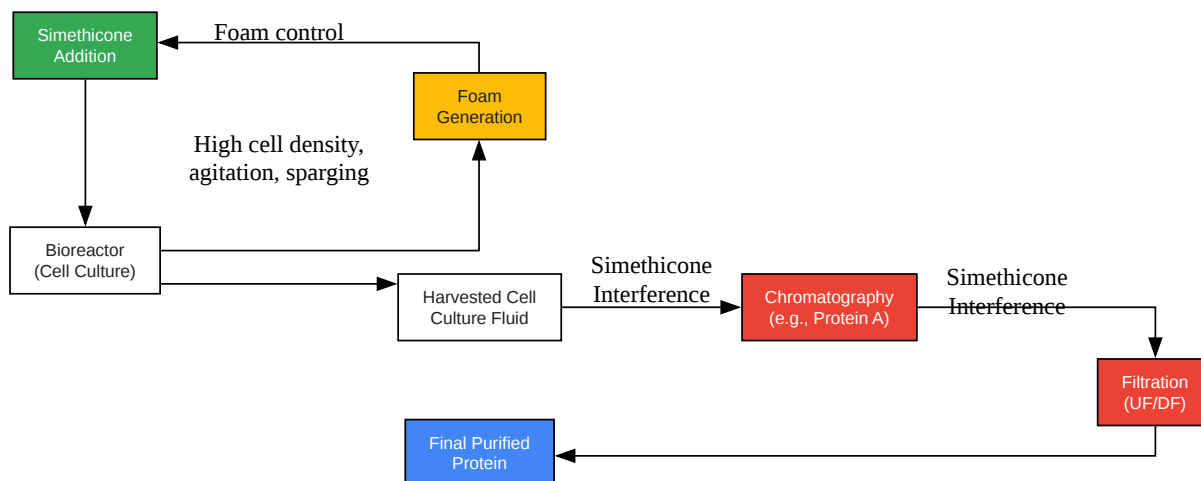 Simethicone
Addition
Foam control
Foam
Generation
High cell density,
agitation, sparging
Bioreactor
(Cell Culture)
Harvested Cell
Culture Fluid
Simethicone
Interference
Chromatography
(e.g., Protein A)
Simethicone
Interference
Filtration
(UF/DF)
Final Purified
Protein